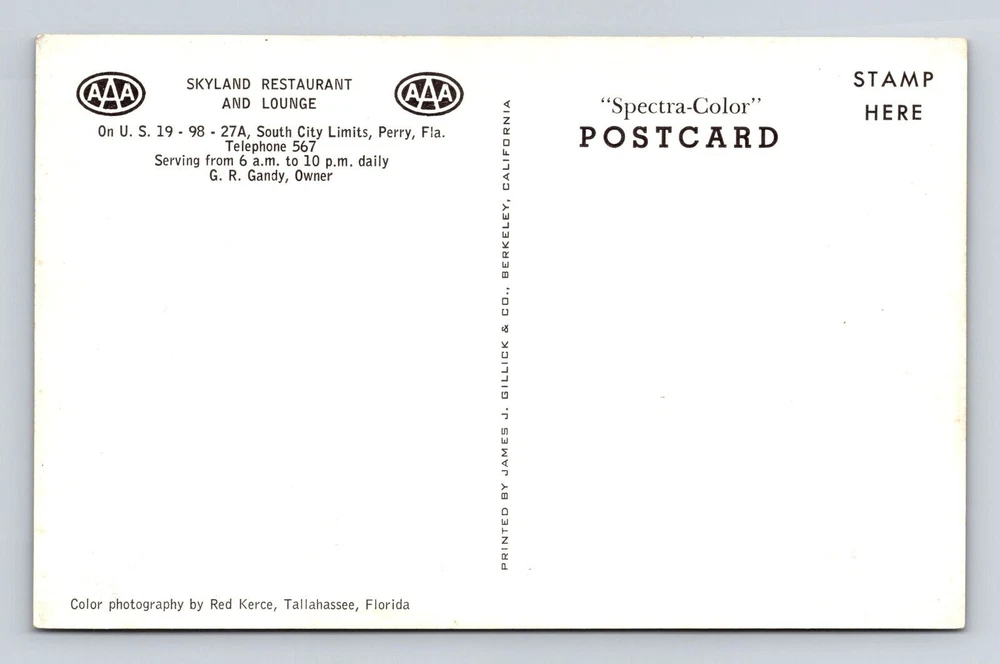 AAA
SKYLAND RESTAURANT
AND LOUNGE
AAA
On U. S. 19 - 98 - 27A, South City Limits, Perry, Fla.
Telephone 567
Serving from 6 a.m. to 10 p.m. daily
G. R. Gandy, Owner
Color photography by Red Kerce, Tallahassee, Florida
PRINTED BY JAMES J. GILLICK & CO., BERKELEY, CALIFORNIA
"Spectra-Color"
POSTCARD
STAMP
HERE